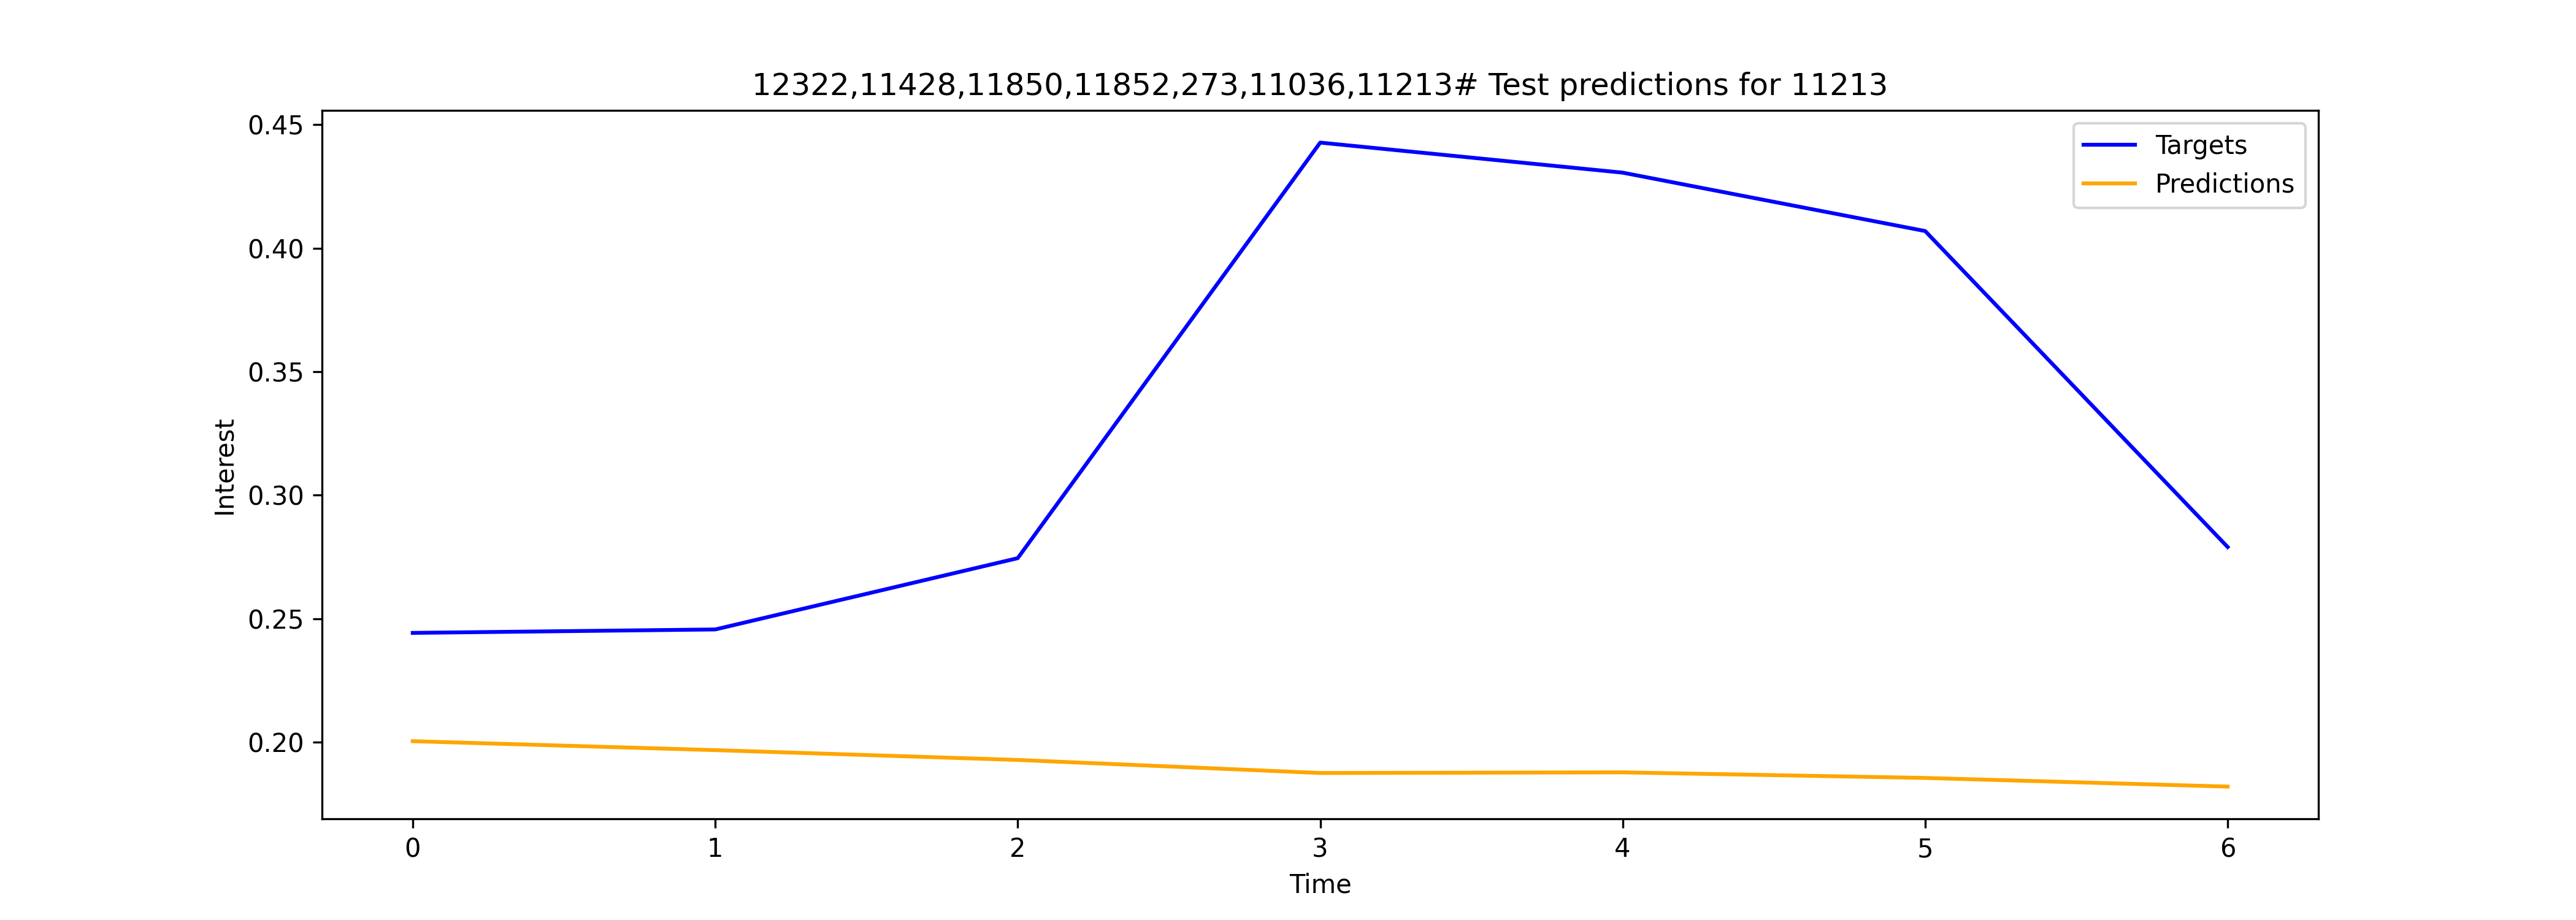 12322,11428,11850,11852,273,11036,11213# Test predictions for 11213
0.45
0.40
0.35
0.30
0.25
0.20
Interest
Targets
Predictions
0 1 2 3 4 5 6
Time